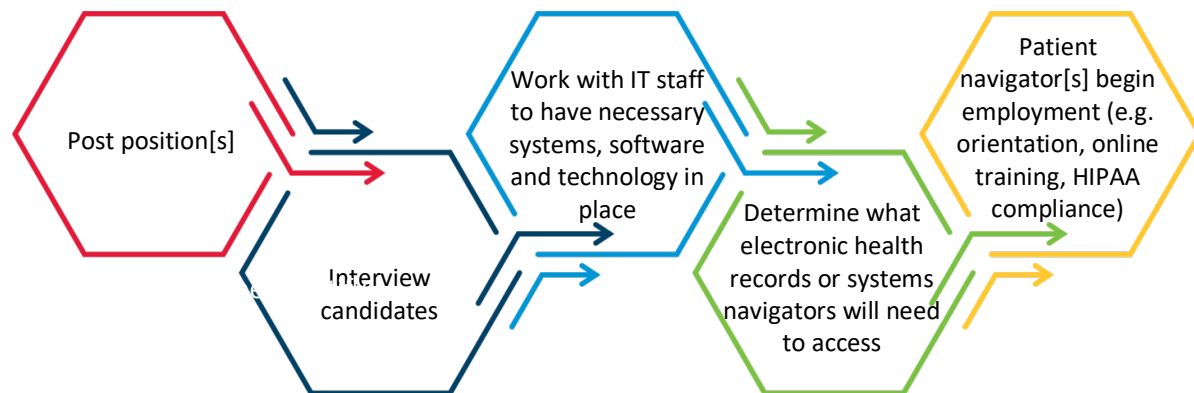 Post position[s]
Interview
candidates
Work with IT staff
to have necessary
systems, software
and technology in
place
Determine what
electronic health
records or systems
navigators will need
to access
Patient
navigator[s] begin
employment (e.g.
orientation, online
training, HIPAA
compliance)